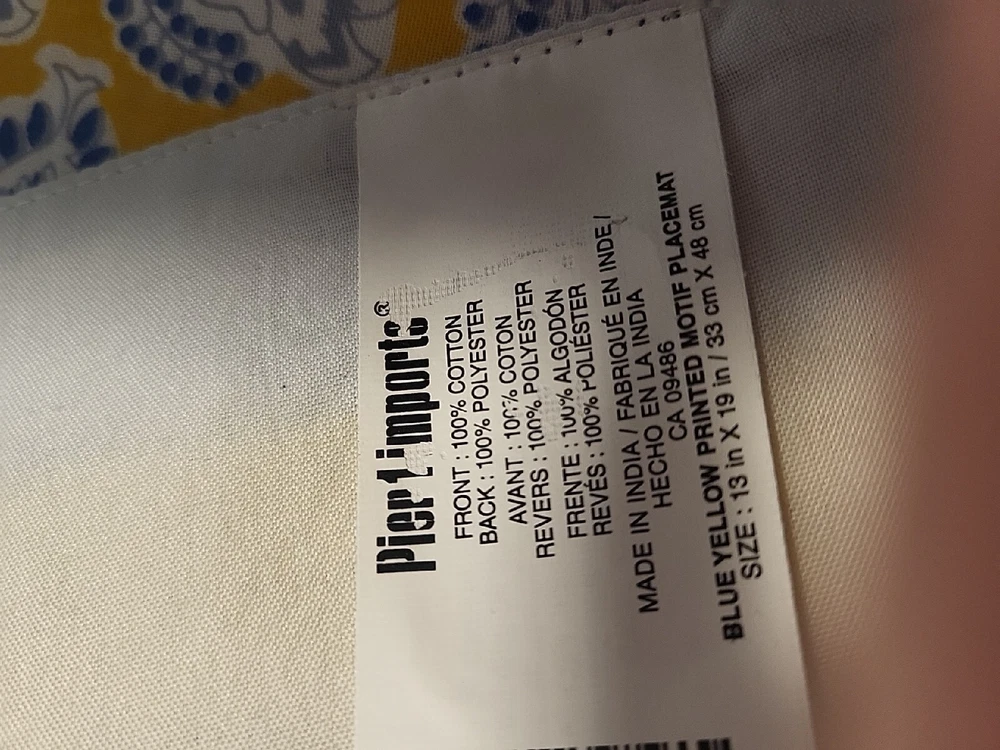 Pier 1 imports®
FRONT : 100% COTTON
BACK : 100% POLYESTER
AVANT : 100% COTON
REVERS : 100% POLYESTER
FRENTE : 100% ALGODÓN
REVÉS : 100% POLIÉSTER
MADE IN INDIA / FABRIQUÉ EN INDE /
HECHO EN LA INDIA
CA 09486
BLUE YELLOW PRINTED MOTIF PLACEMAT
SIZE : 13 in X 19 in / 33 cm X 48 cm